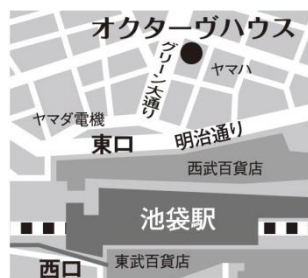 オクターヴハウス
グリーン大通り
ヤマハ
ヤマダ電機
東口
明治通り
西武百貨店
池袋駅
東武百貨店
西口